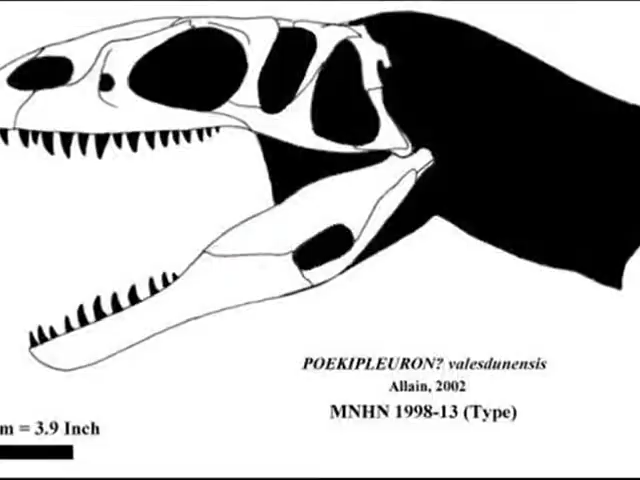 POEKIPLEURON? valesdunensis
Allain, 2002
MNHN 1998-13 (Type)
m = 3.9 Inch